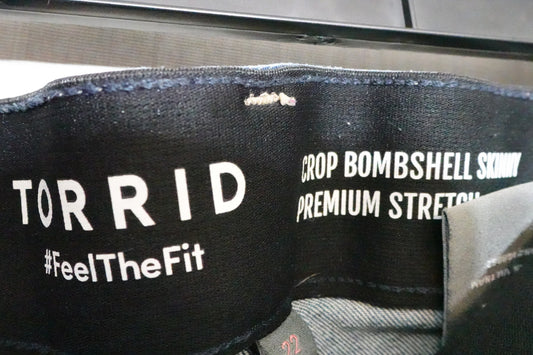 TORRID
#FeelTheFit
CROP BOMBSHELL SKINNY
PREMIUM STRETCH
22